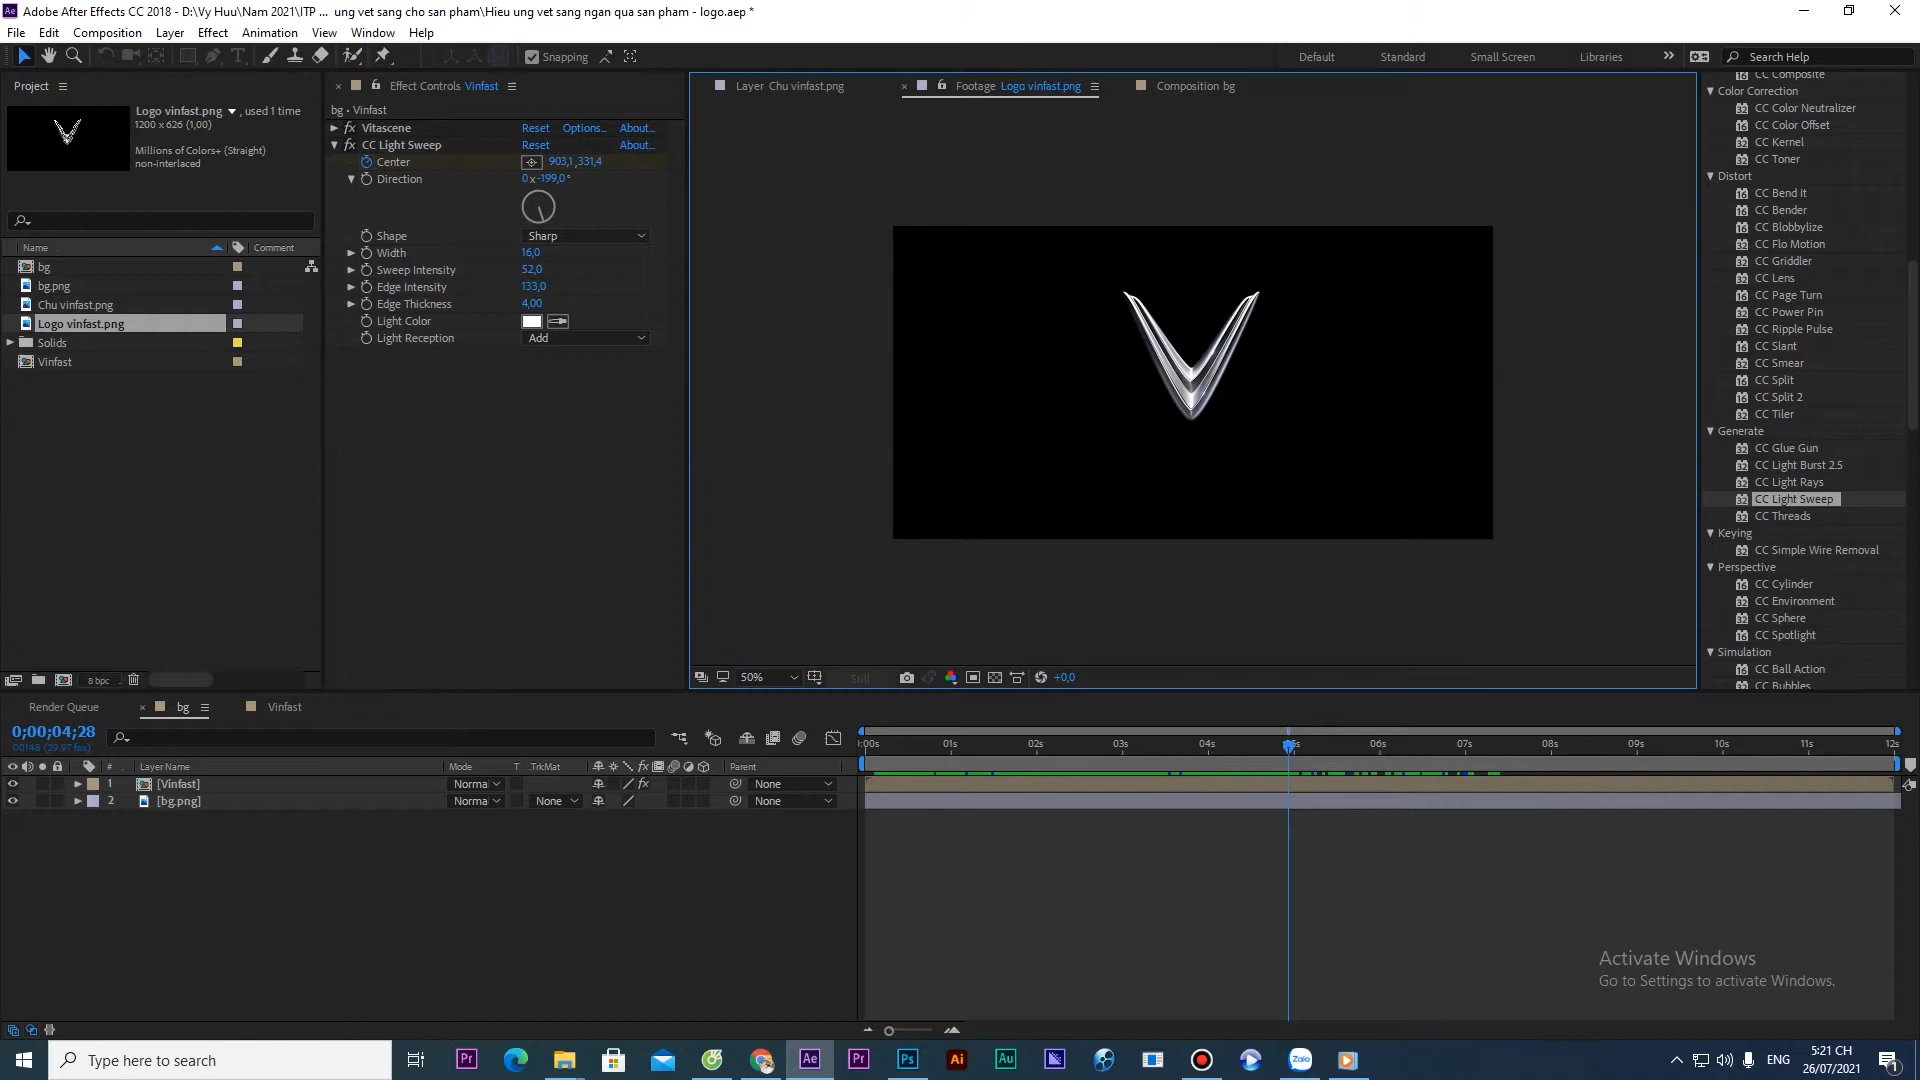 Adobe After Effects CC 2018 - D:\Vy Huu\Nam 2021\ITP ... ung vet sang cho san pham\Hieu ung vet sang ngan qua san pham - logo.aep *
File Edit Composition Layer Effect Animation View Window Help
Snapping Default Standard Small Screen Libraries Search Help
Project
Logo vinfast.png , used 1 time
1200 x 626 (1,00)
Millions of Colors+ (Straight)
non-interlaced
Name Comment
bg
bg.png
Chu vinfast.png
Logo vinfast.png
Solids
Vinfast
8 bpc
Effect Controls Vinfast
bg • Vinfast
fx Vitascene Reset Options... About...
fx CC Light Sweep Reset About...
Center 903,1 ,331,4
Direction 0 x -199,0 °
Shape Sharp
Width 16,0
Sweep Intensity 52,0
Edge Intensity 133,0
Edge Thickness 4,00
Light Color
Light Reception Add
Layer Chu vinfast.png Footage Logo vinfast.png Composition bg
50% Still +0,0
CC Composite
Color Correction
CC Color Neutralizer
CC Color Offset
CC Kernel
CC Toner
Distort
CC Bend It
CC Bender
CC Blobbylize
CC Flo Motion
CC Griddler
CC Lens
CC Page Turn
CC Power Pin
CC Ripple Pulse
CC Slant
CC Smear
CC Split
CC Split 2
CC Tiler
Generate
CC Glue Gun
CC Light Burst 2.5
CC Light Rays
CC Light Sweep
CC Threads
Keying
CC Simple Wire Removal
Perspective
CC Cylinder
CC Environment
CC Sphere
CC Spotlight
Simulation
CC Ball Action
CC Bubbles
Render Queue bg Vinfast
0;00;04;28
00148 (29.97 fps)
:00s 01s 02s 03s 04s 06s 07s 08s 09s 10s 11s 12s
# Layer Name Mode T .TrkMat Parent
1 [Vinfast] Norma None
2 [bg.png] Norma None None
Activate Windows
Go to Settings to activate Windows.
Type here to search
ENG
5:21 CH
26/07/2021